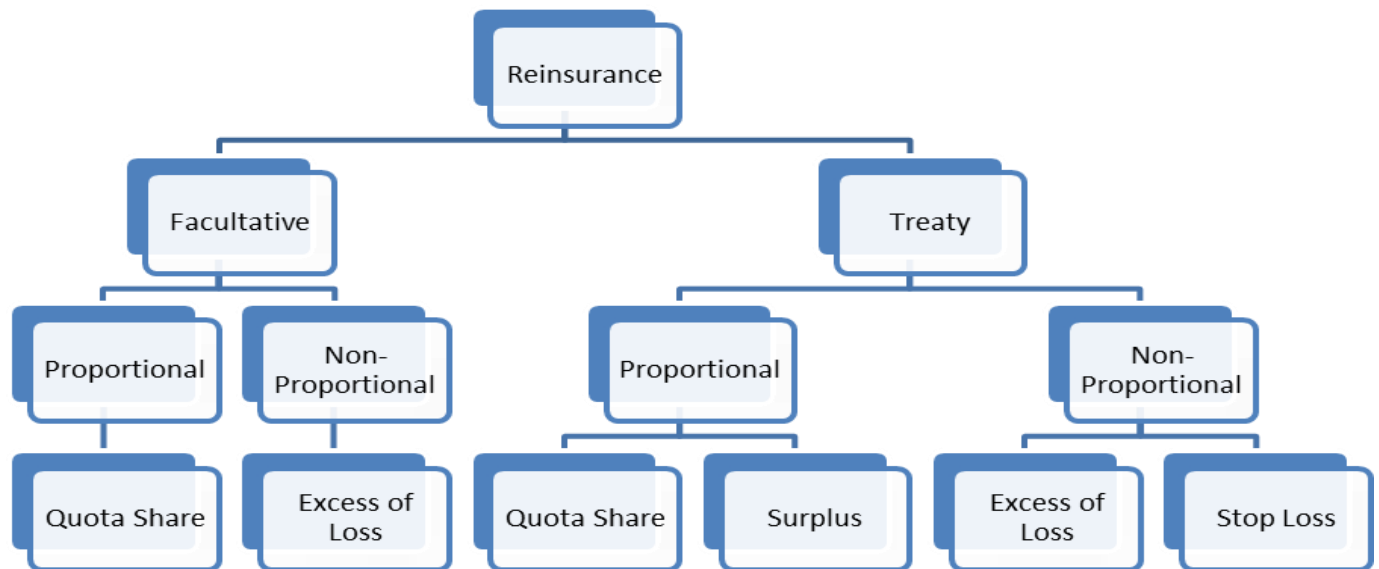 Reinsurance
Facultative
Treaty
Proportional
Non-
Proportional
Proportional
Non-
Proportional
Quota Share
Excess of
Loss
Quota Share
Surplus
Excess of
Loss
Stop Loss